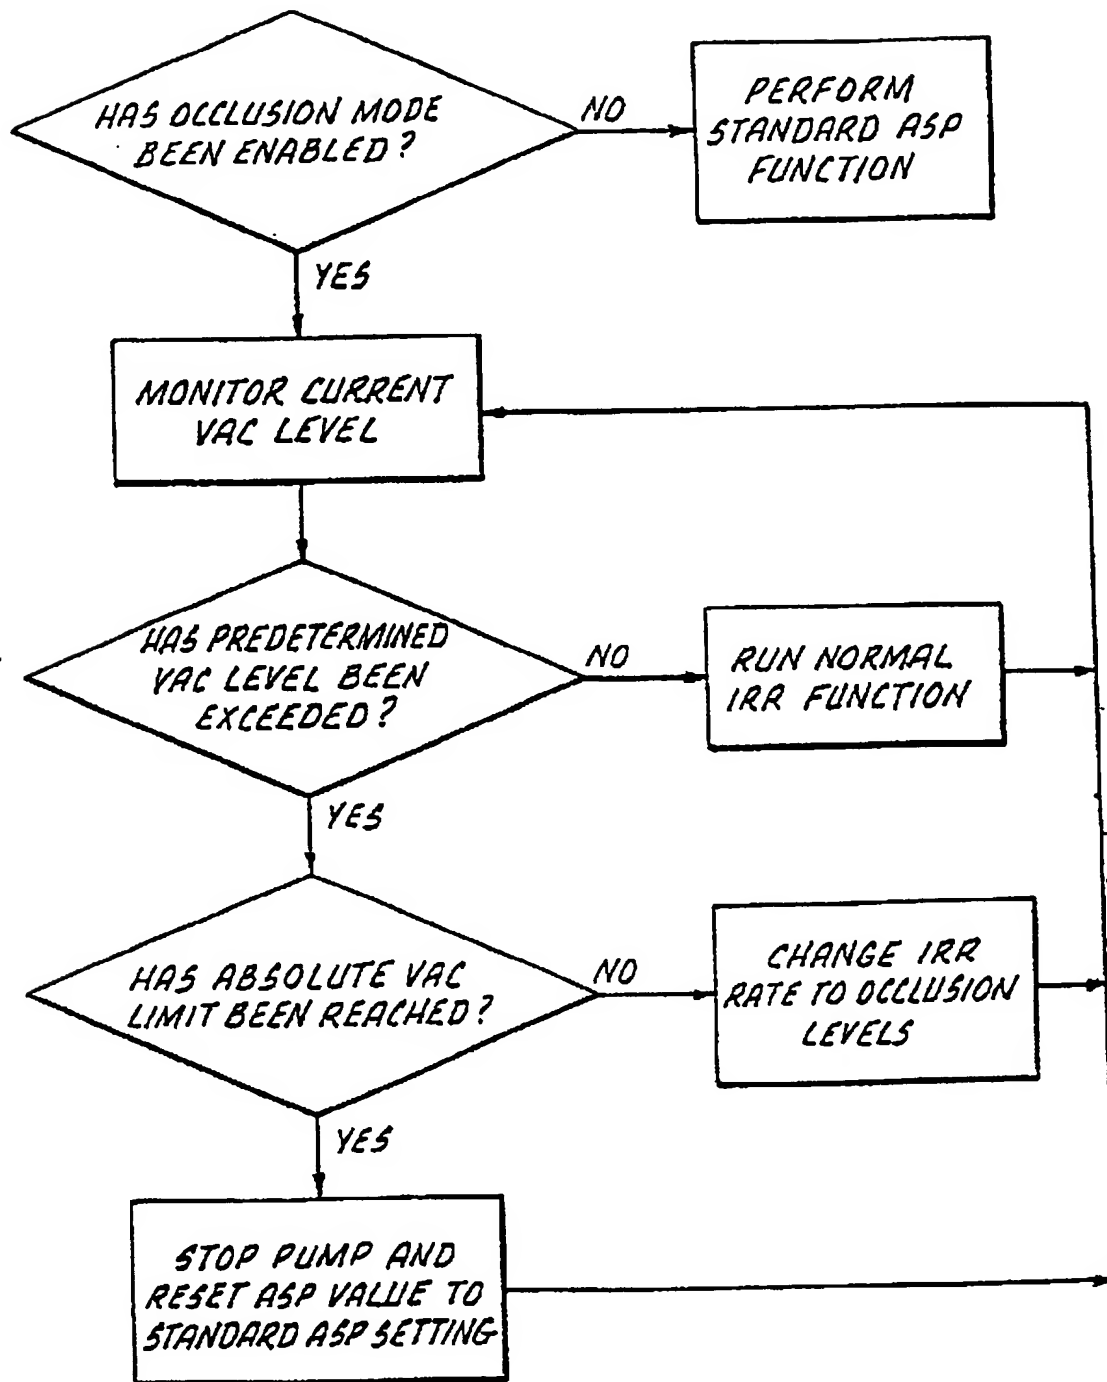 HAS OCCLUSION MODE
BEEN ENABLED?
NO
PERFORM
STANDARD ASP
FUNCTION
YES
MONITOR CURRENT
VAC LEVEL
HAS PREDETERMINED
VAC LEVEL BEEN
EXCEEDED?
NO
RUN NORMAL
IRR FUNCTION
YES
HAS ABSOLUTE VAC
LIMIT BEEN REACHED?
NO
CHANGE IRR
RATE TO OCCLUSION
LEVELS
YES
STOP PUMP AND
RESET ASP VALUE TO
STANDARD ASP SETTING